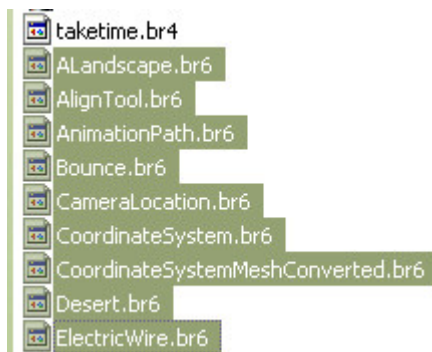 taketime.br4
ALandscape.br6
AlignTool.br6
AnimationPath.br6
Bounce.br6
CameraLocation.br6
CoordinateSystem.br6
CoordinateSystemMeshConverted.br6
Desert.br6
ElectricWire.br6